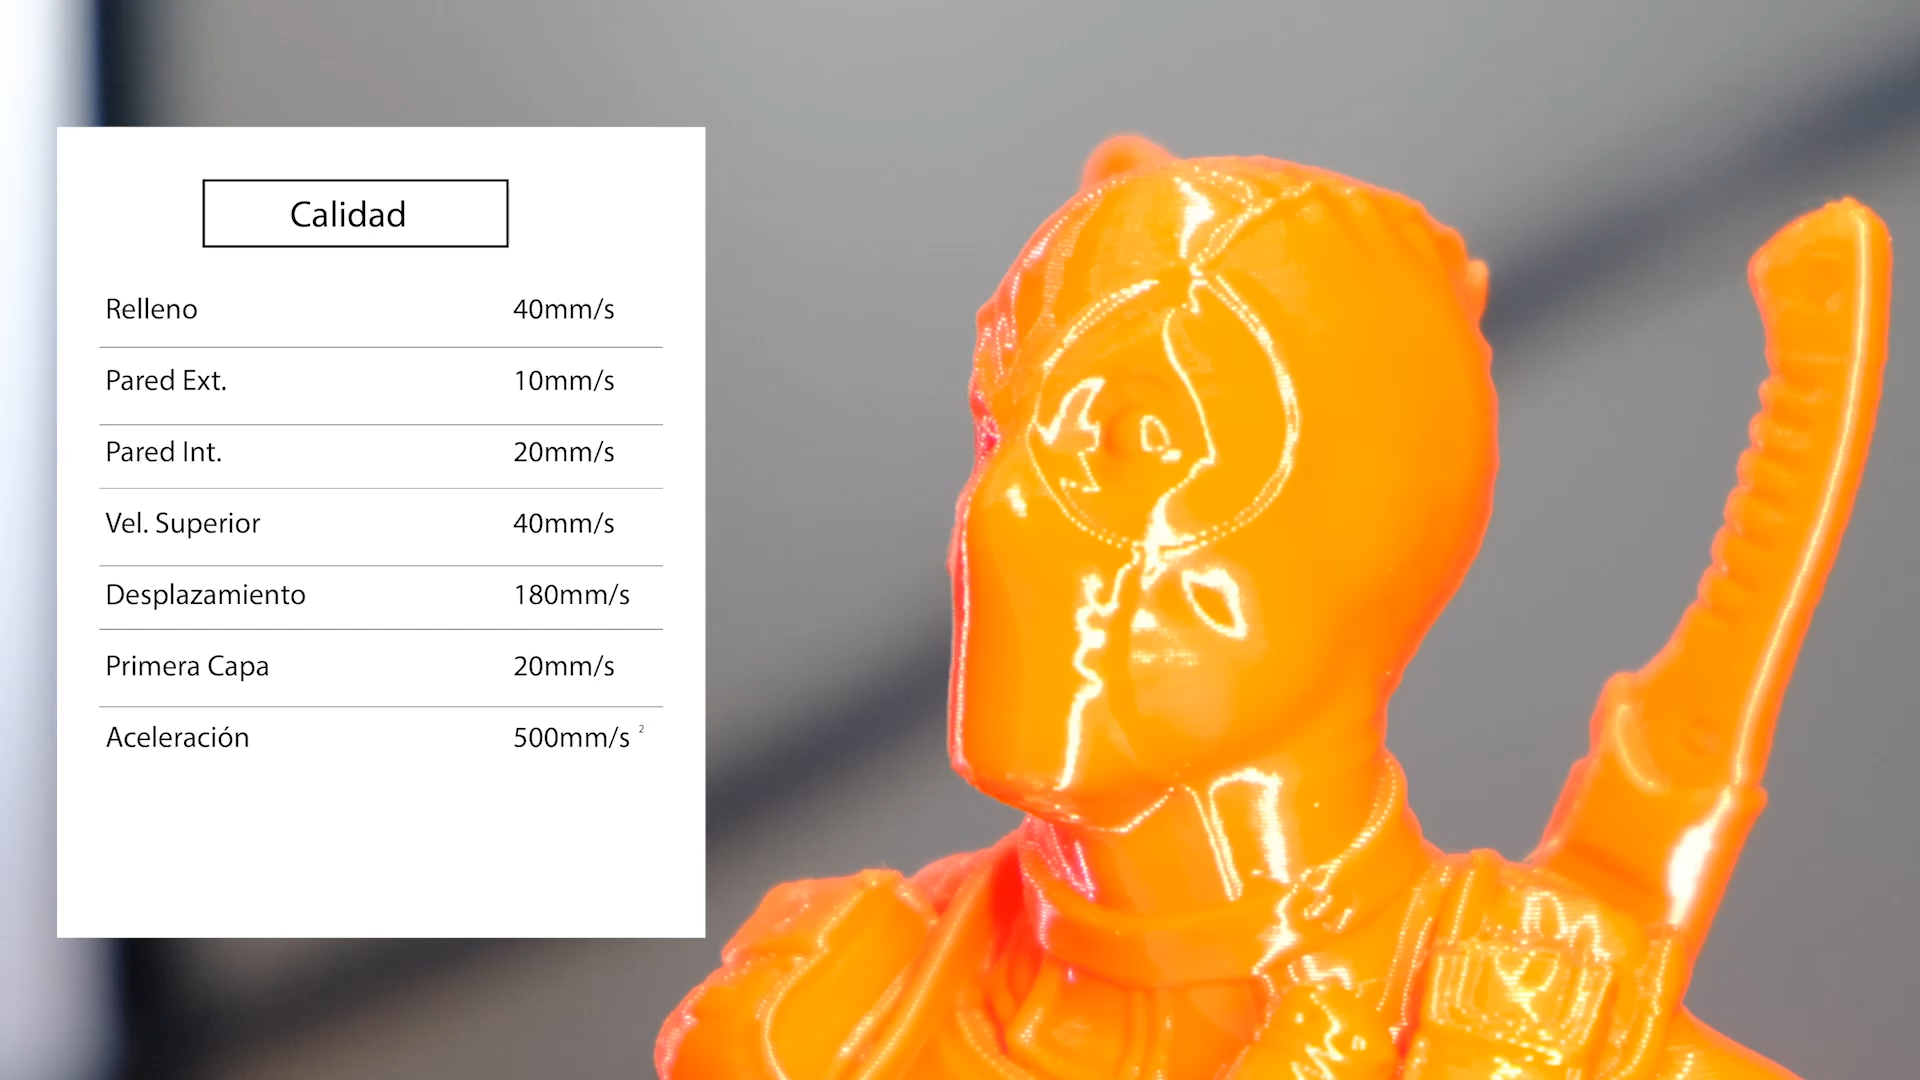 Calidad
Relleno 40mm/s
Pared Ext. 10mm/s
Pared Int. 20mm/s
Vel. Superior 40mm/s
Desplazamiento 180mm/s
Primera Capa 20mm/s
Aceleración 500mm/s ²